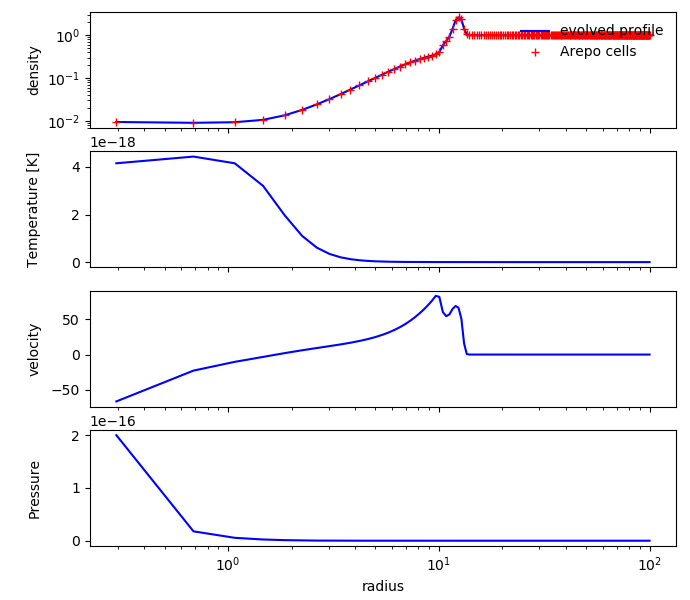 density
10⁰
10⁻¹
10⁻²
evolved profile
Arepo cells
1e−18
Temperature [K]
4
2
0
velocity
50
0
−50
1e−16
Pressure
2
1
0
10⁰
10¹
10²
radius